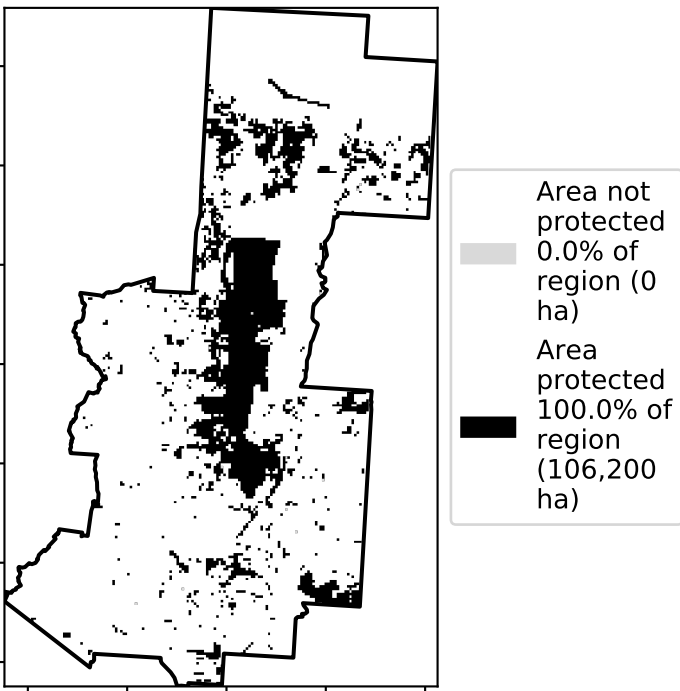 Area not
protected
0.0% of
region (0
ha)
Area
protected
100.0% of
region
(106,200
ha)